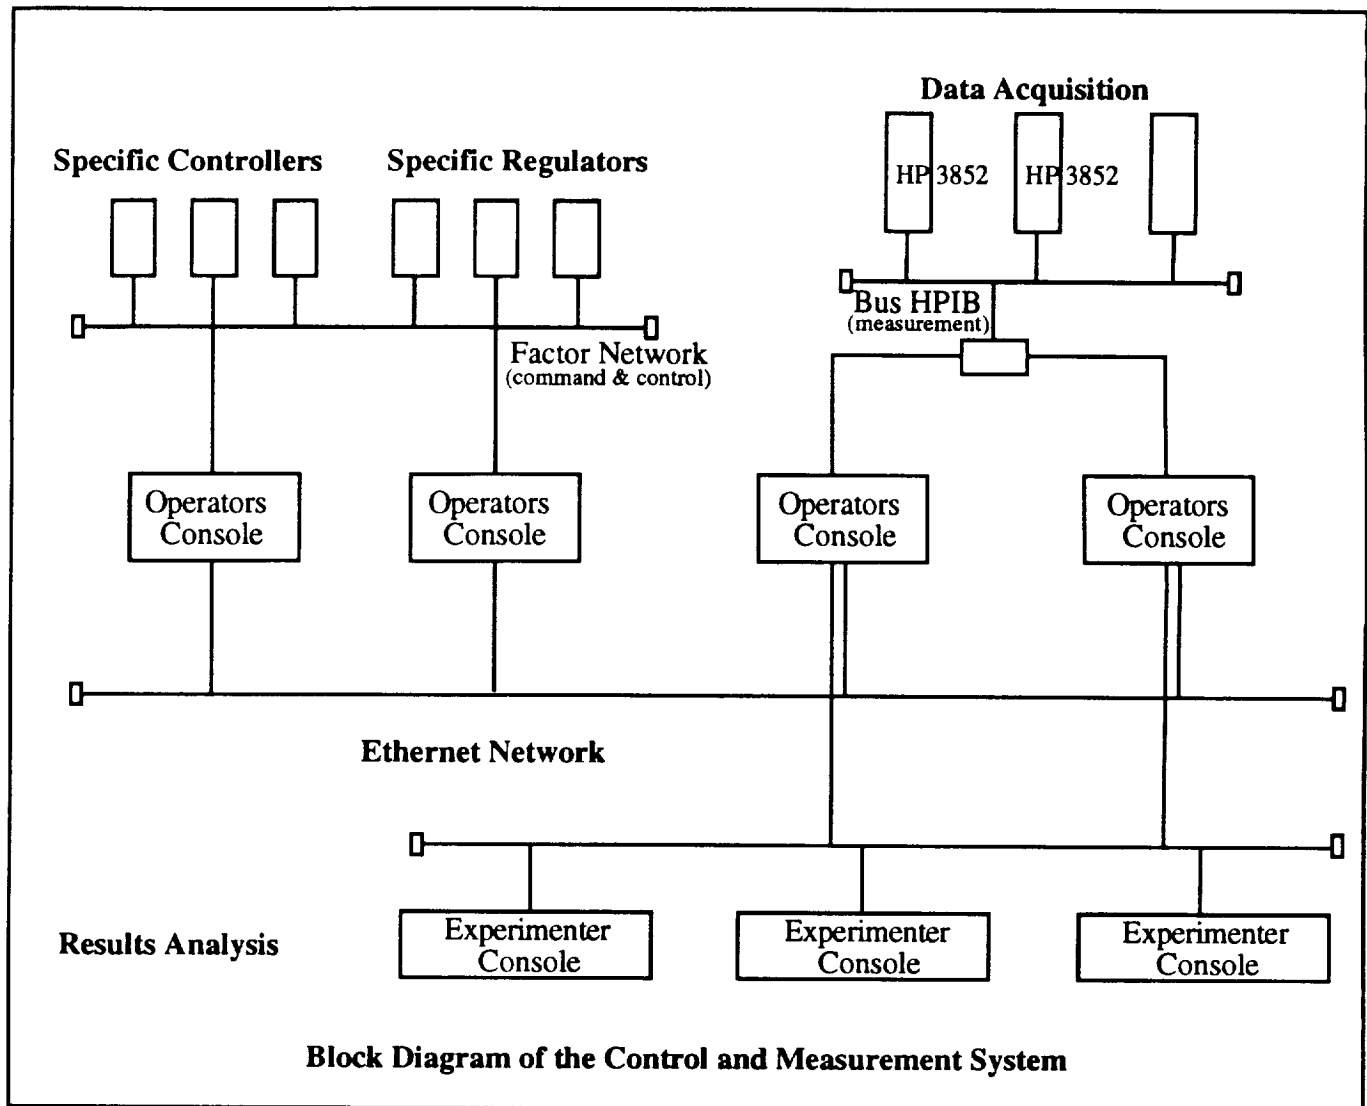 Data Acquisition
Specific Controllers
Specific Regulators
HP 3852
HP 3852
Bus HPIB
(measurement)
Factor Network
(command & control)
Operators
Console
Operators
Console
Operators
Console
Operators
Console
Ethernet Network
Results Analysis
Experimenter
Console
Experimenter
Console
Experimenter
Console
Block Diagram of the Control and Measurement System